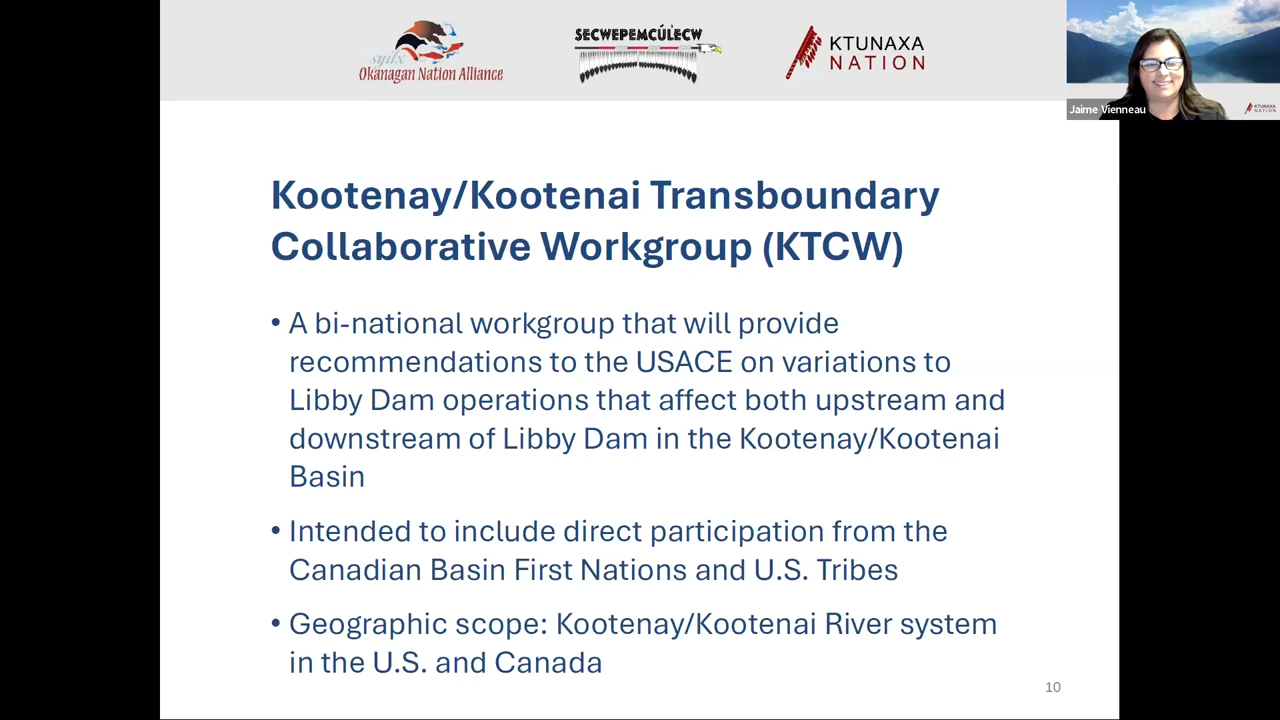 syilx
Okanagan Nation Alliance
SECWEPEMCÚLECW
KTUNAXA
NATION
Jaime Vienneau
KTUNAXA
NATION
Kootenay/Kootenai Transboundary
Collaborative Workgroup (KTCW)
• A bi-national workgroup that will provide
recommendations to the USACE on variations to
Libby Dam operations that affect both upstream and
downstream of Libby Dam in the Kootenay/Kootenai
Basin
• Intended to include direct participation from the
Canadian Basin First Nations and U.S. Tribes
• Geographic scope: Kootenay/Kootenai River system
in the U.S. and Canada
10